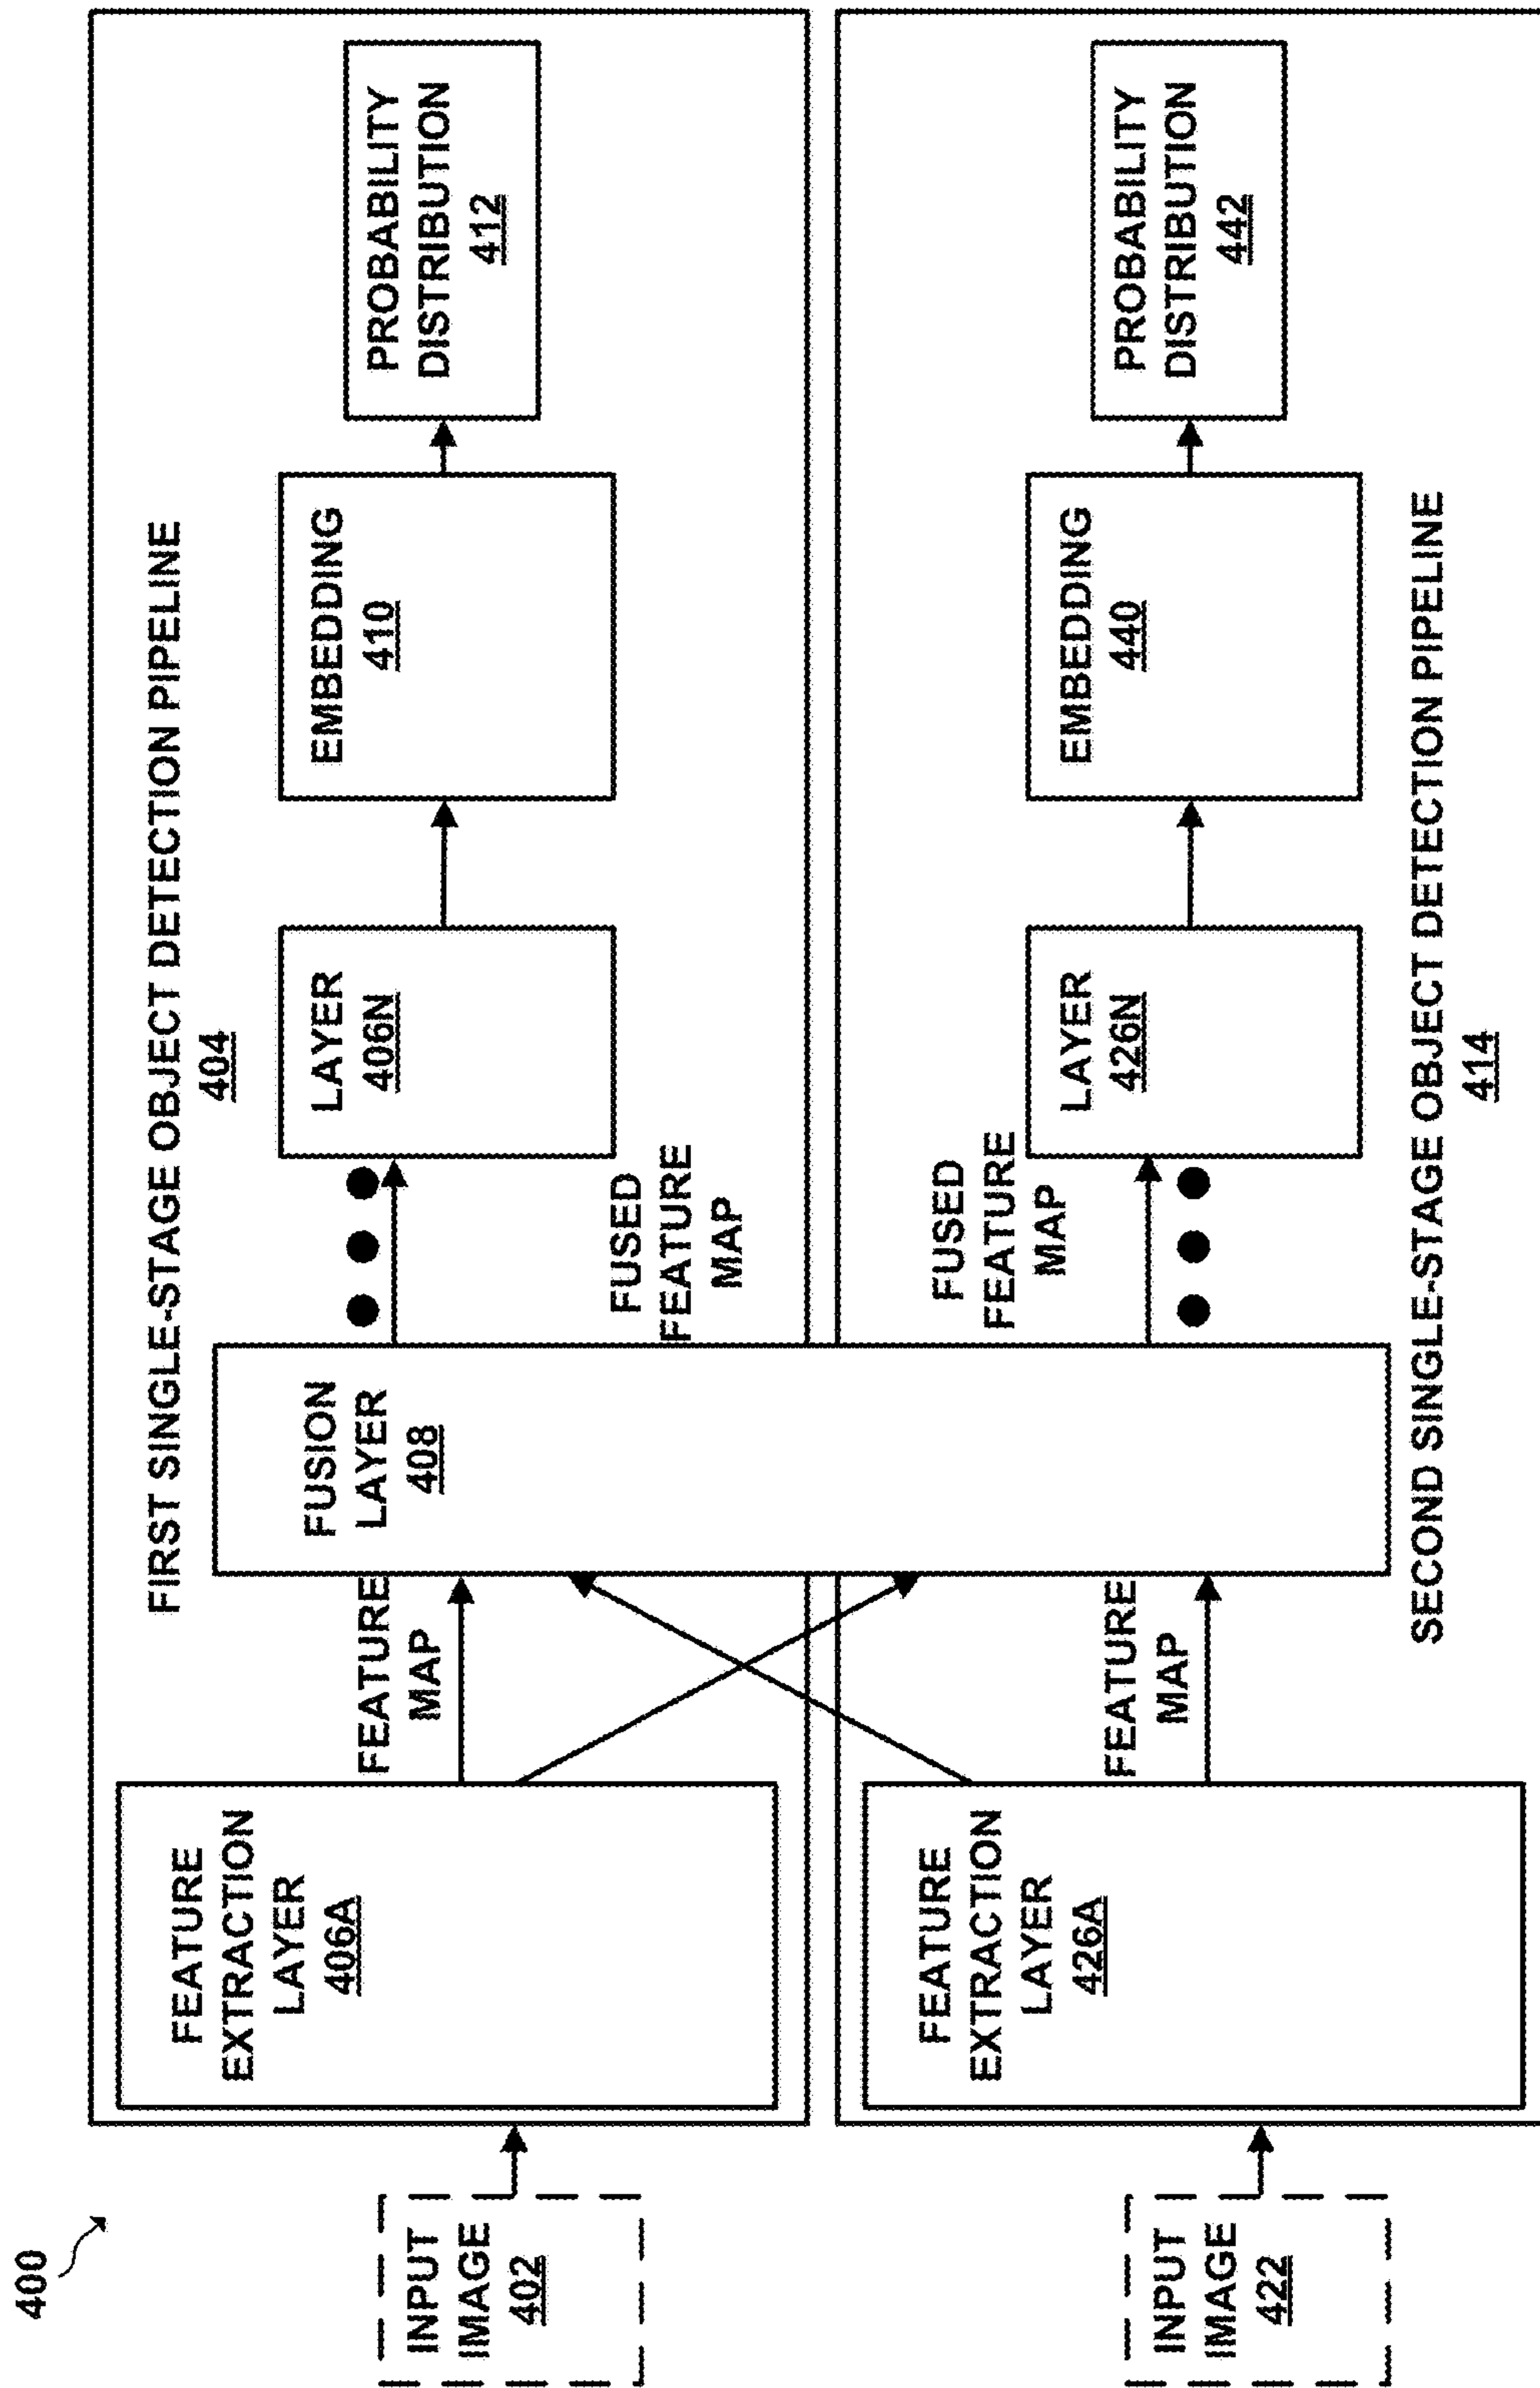 400
INPUT
IMAGE
402
FIRST SINGLE-STAGE OBJECT DETECTION PIPELINE
404
FEATURE
EXTRACTION
LAYER
406A
FEATURE
MAP
FUSION
LAYER
408
FUSED
FEATURE
MAP
LAYER
406N
EMBEDDING
410
PROBABILITY
DISTRIBUTION
412
INPUT
IMAGE
422
FEATURE
EXTRACTION
LAYER
426A
FEATURE
MAP
FUSED
FEATURE
MAP
LAYER
426N
EMBEDDING
440
PROBABILITY
DISTRIBUTION
442
SECOND SINGLE-STAGE OBJECT DETECTION PIPELINE
414